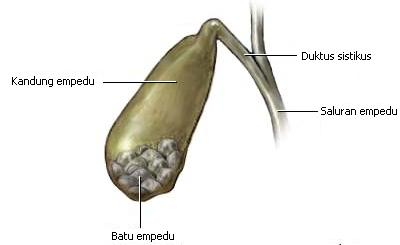 Duktus sistikus
Kandung empedu
Saluran empedu
Batu empedu